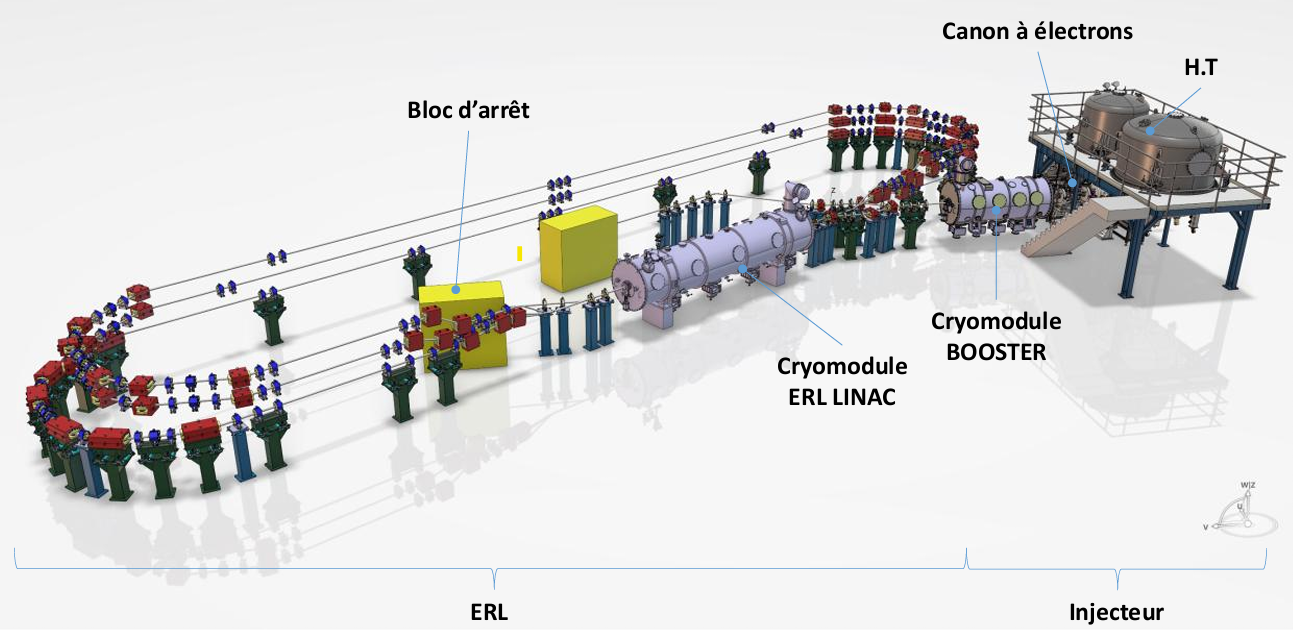 Canon à électrons
H.T
Bloc d’arrêt
Z
Cryomodule
BOOSTER
Cryomodule
ERL LINAC
W|Z
U
V
ERL
Injecteur